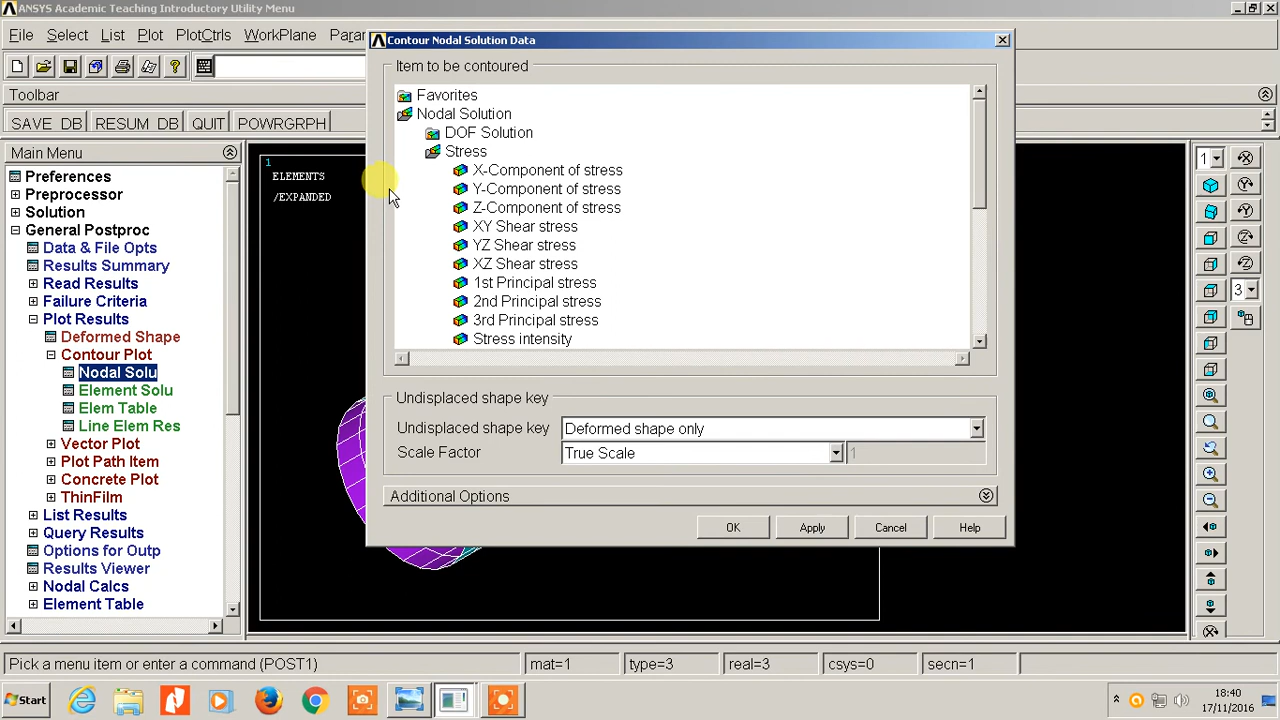 ANSYS Academic Teaching Introductory Utility Menu
File Select List Plot PlotCtrls WorkPlane Param
Toolbar
SAVE_DB RESUM_DB QUIT POWRGRPH
Main Menu
Preferences
Preprocessor
Solution
General Postproc
Data & File Opts
Results Summary
Read Results
Failure Criteria
Plot Results
Deformed Shape
Contour Plot
Nodal Solu
Element Solu
Elem Table
Line Elem Res
Vector Plot
Plot Path Item
Concrete Plot
ThinFilm
List Results
Query Results
Options for Outp
Results Viewer
Nodal Calcs
Element Table
1
ELEMENTS
/EXPANDED
Contour Nodal Solution Data
Item to be contoured
Favorites
Nodal Solution
DOF Solution
Stress
X-Component of stress
Y-Component of stress
Z-Component of stress
XY Shear stress
YZ Shear stress
XZ Shear stress
1st Principal stress
2nd Principal stress
3rd Principal stress
Stress intensity
Undisplaced shape key
Undisplaced shape key Deformed shape only
Scale Factor True Scale 1
Additional Options
OK Apply Cancel Help
1
3
Pick a menu item or enter a command (POST1) mat=1 type=3 real=3 csys=0 secn=1
Start
18:40
17/11/2016